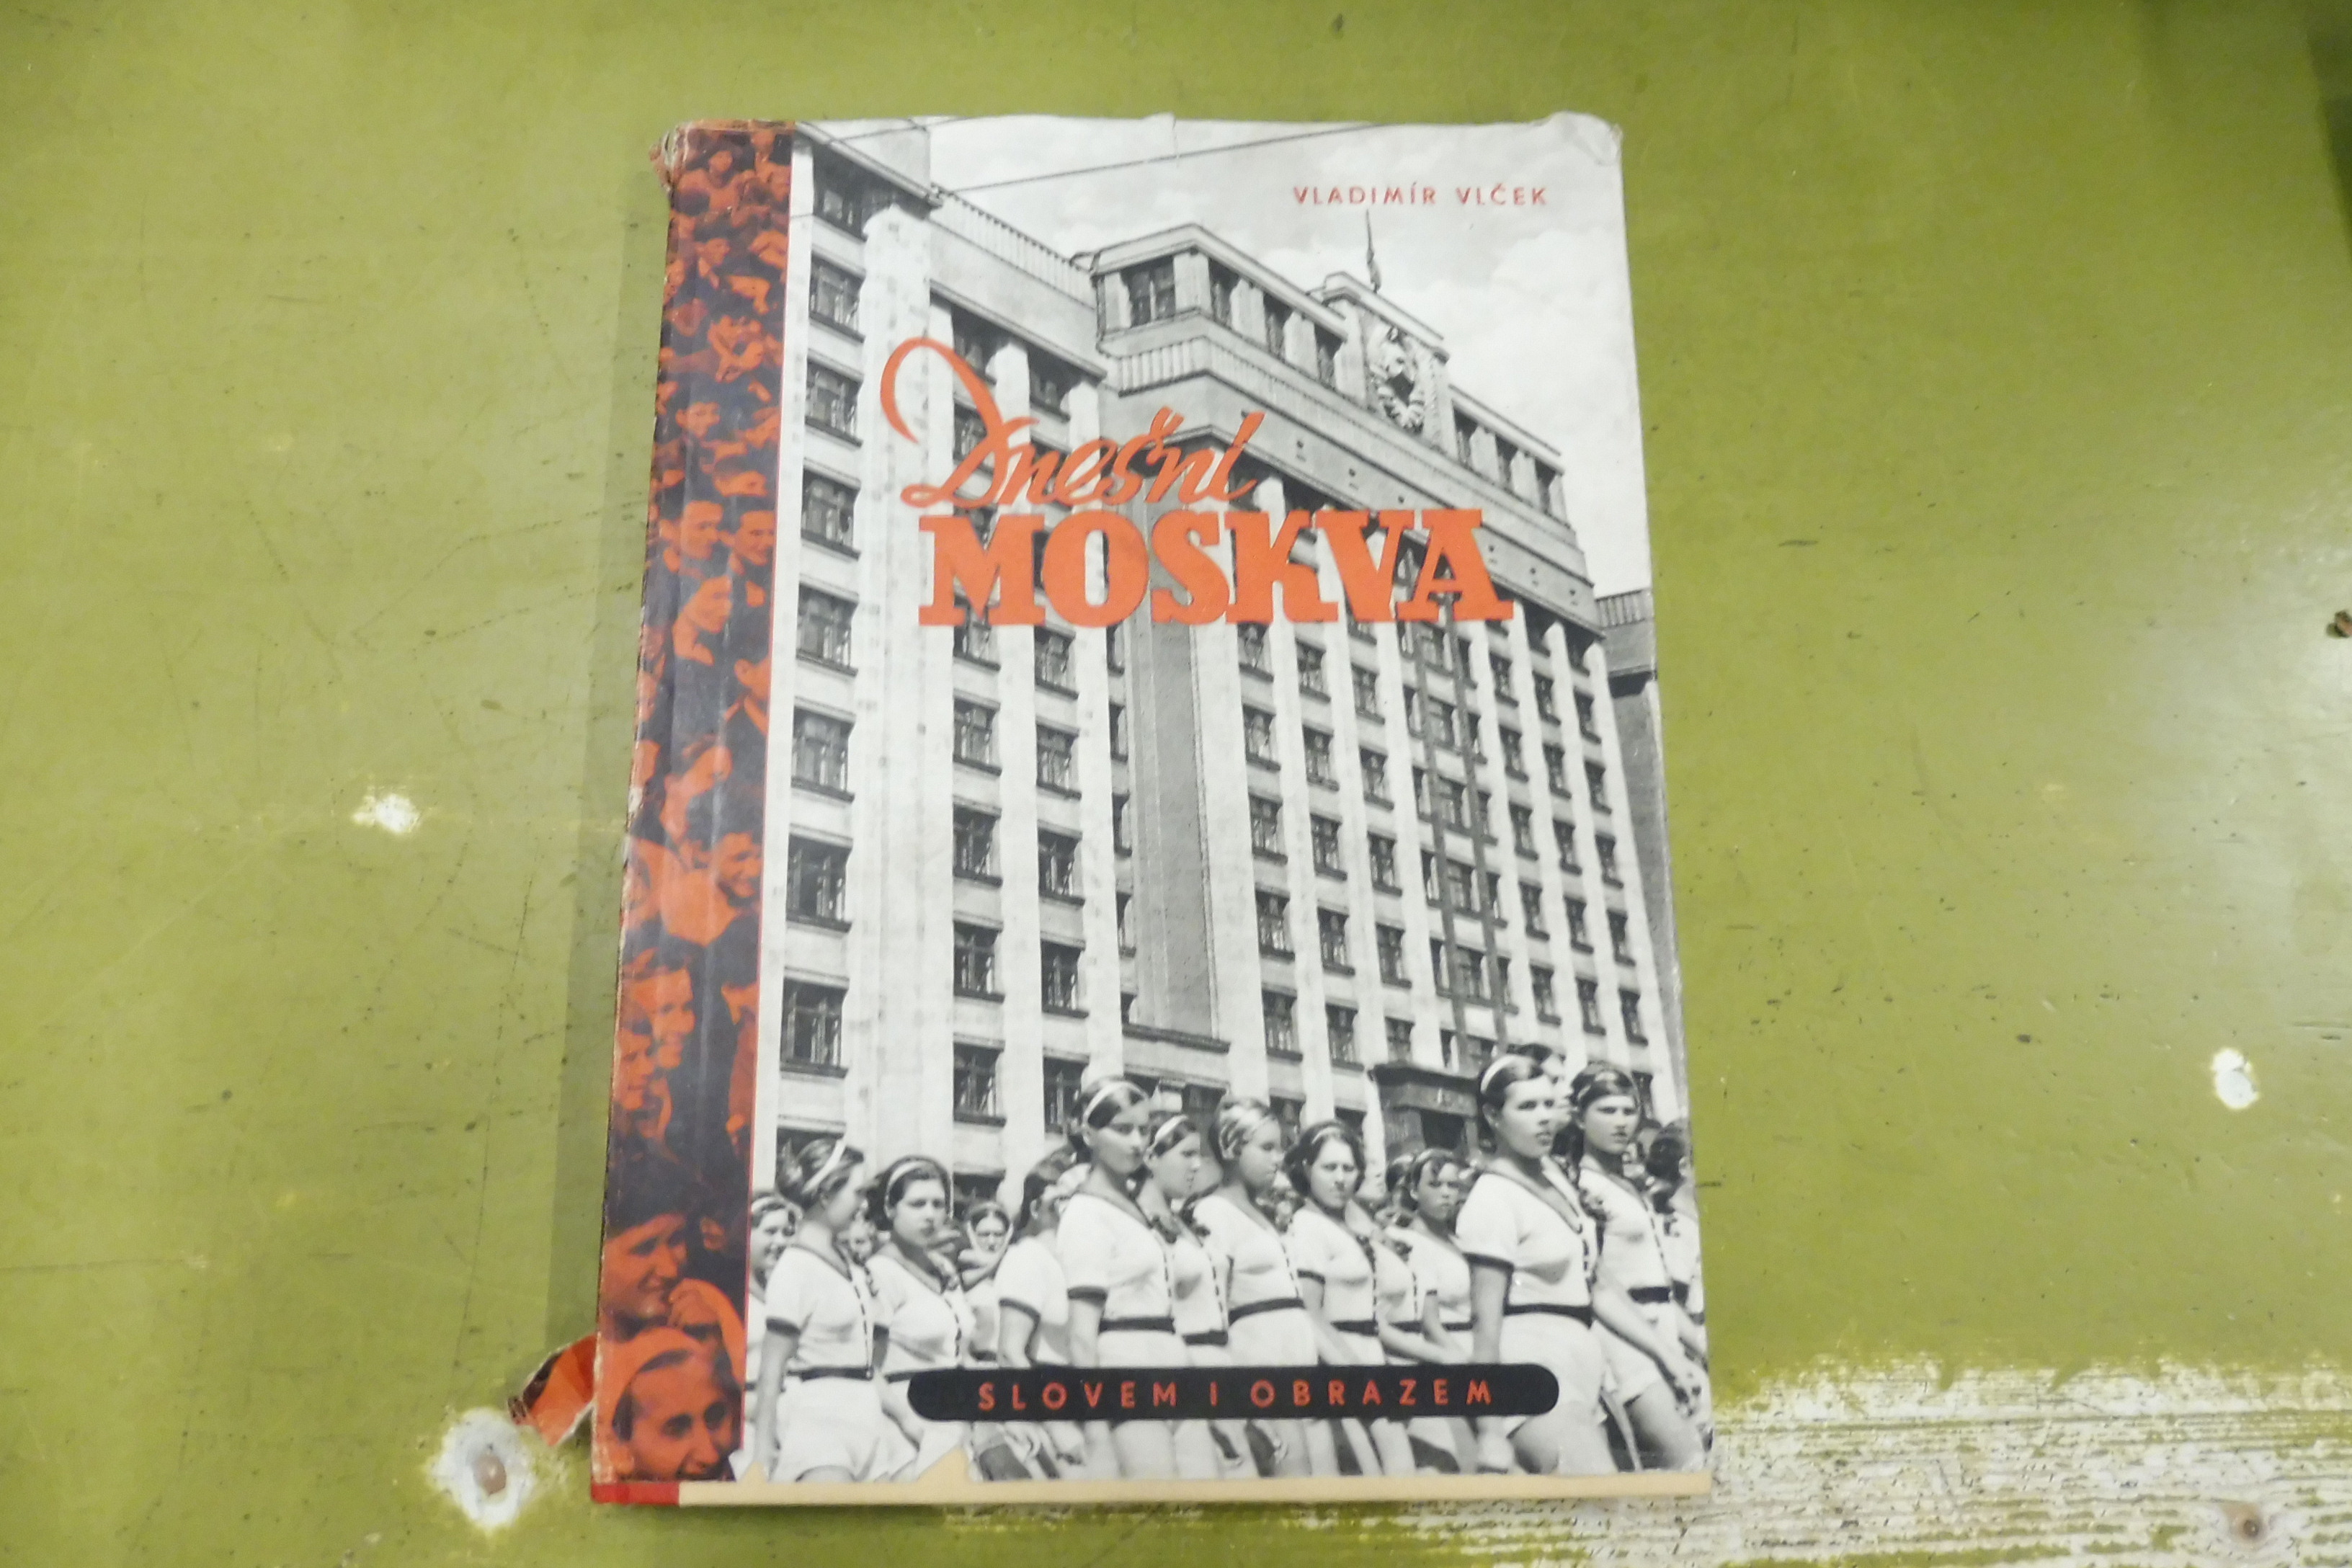 VLADIMÍR VLČEK
Dnešní
MOSKVA
SLOVEM I OBRAZEM